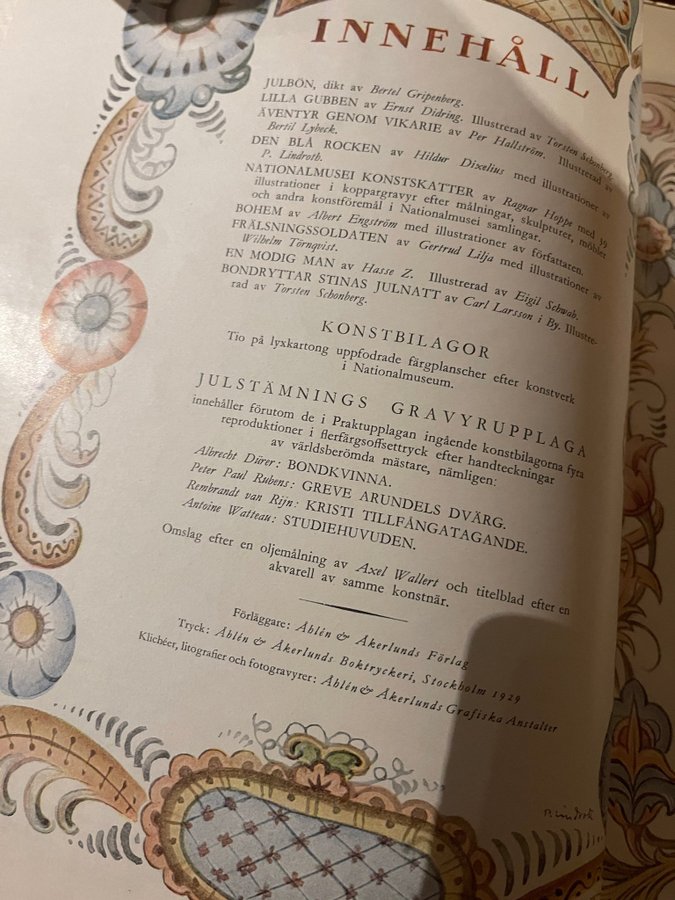 INNEHÅLL
JULBÖN, dikt av Bertel Gripenberg.
LILLA GUBBEN av Ernst Didring. Illustrerad av Torsten Schonberg.
ÄVENTYR GENOM VIKARIE av Per Hallström. Illustrerad av
Bertil Lybeck.
DEN BLÅ ROCKEN av Hildur Dixelius med illustrationer av
P. Lindroth.
NATIONALMUSEI KONSTSKATTER av Ragnar Hoppe med 39
illustrationer i koppargravyr efter målningar, skulpturer, möbler
och andra konstföremål i Nationalmusei samlingar.
BOHEM av Albert Engström med illustrationer av författaren.
FRÄLSNINGSSOLDATEN av Gertrud Lilja med illustrationer av
Wilhelm Törnqvist.
EN MODIG MAN av Hasse Z. Illustrerad av Eigil Schwab.
BONDRYTTAR STINAS JULNATT av Carl Larsson i By. Illustre-
rad av Torsten Schonberg.
KONSTBILAGOR
Tio på lyxkartong uppfodrade färgplanscher efter konstverk
i Nationalmuseum.
JULSTÄMNINGS GRAVYRUPPLAGA
innehåller förutom de i Praktupplagan ingående konstbilagorna fyra
reproduktioner i flerfärgsoffsettryck efter handteckningar
av världsberömda mästare, nämligen:
Albrecht Dürer: BONDKVINNA.
Peter Paul Rubens: GREVE ARUNDELS DVÄRG.
Rembrandt van Rijn: KRISTI TILLFÅNGATAGANDE.
Antoine Watteau: STUDIEHUVUDEN.
Omslag efter en oljemålning av Axel Wallert och titelblad efter en
akvarell av samme konstnär.
Förläggare: Åhlén & Åkerlunds Förlag
Tryck: Åhlén & Åkerlunds Boktryckeri, Stockholm 1929
Klichéer, litografier och fotogravyrer: Åhlén & Åkerlunds Grafiska Anstalter